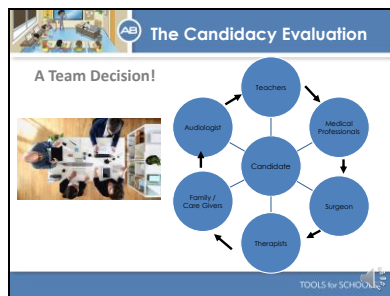 AB
The Candidacy Evaluation
A Team Decision!
Teachers
Medical
Professionals
Surgeon
Therapists
Family /
Care Givers
Audiologist
Candidate
TOOLS for SCHOOLS